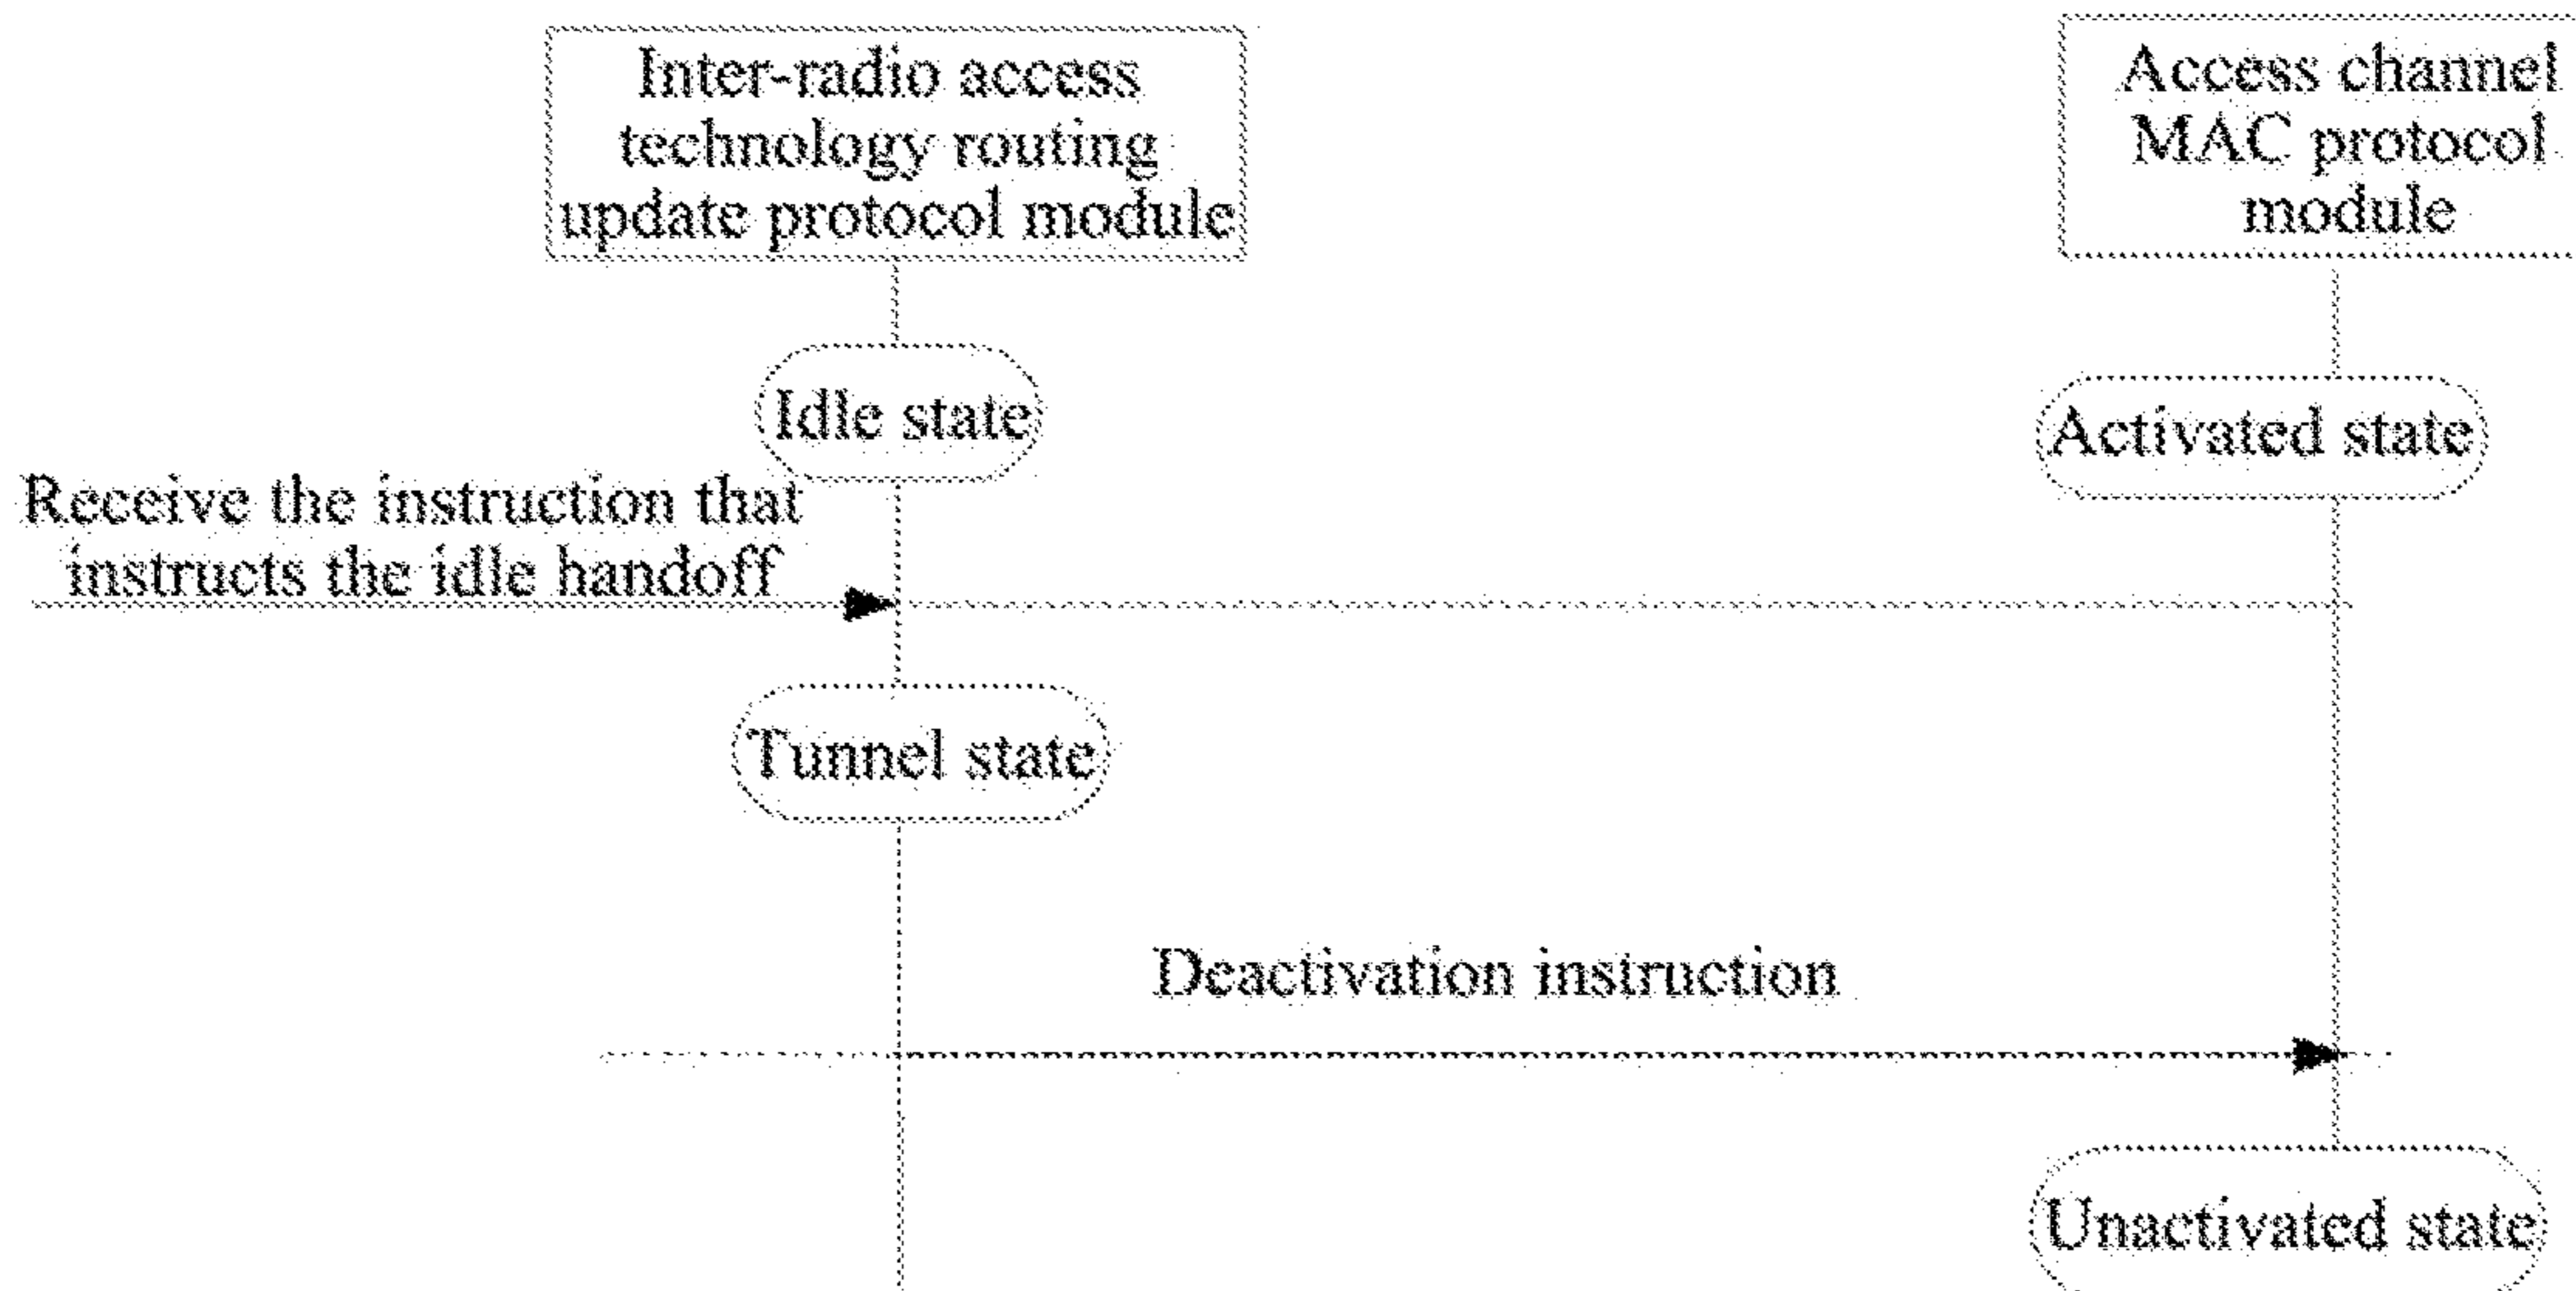 Inter-radio access
technology routing
update protocol module
Access channel
MAC protocol
module
Idle state
Activated state
Receive the instruction that
instructs the idle handoff
Tunnel state
Deactivation instruction
Unactivated state